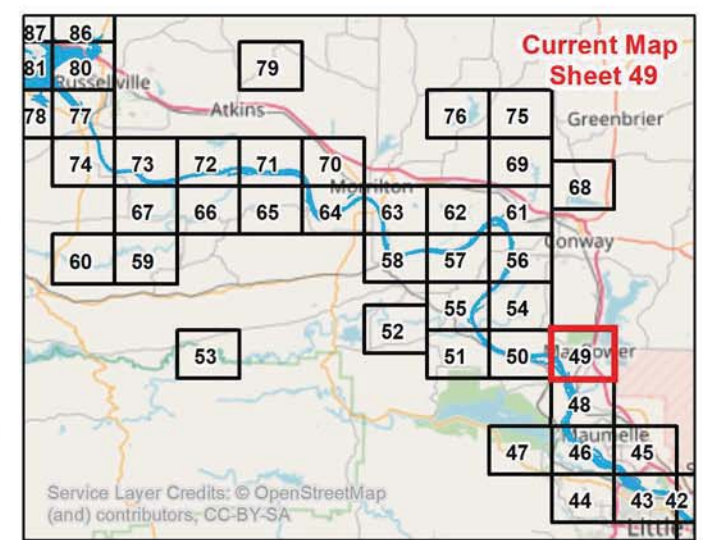 87 86
Current Map
Sheet 49
81 80 79
Russellville
78 77 Atkins 76 75 Greenbrier
74 73 72 71 70 69
68
Morrilton
67 66 65 64 63 62 61
Conway
60 59 58 57 56
55 54
52
53 51 50 49
48
Maumelle
47 46 45
Service Layer Credits: © OpenStreetMap
(and) contributors, CC-BY-SA
44 43 42
Little